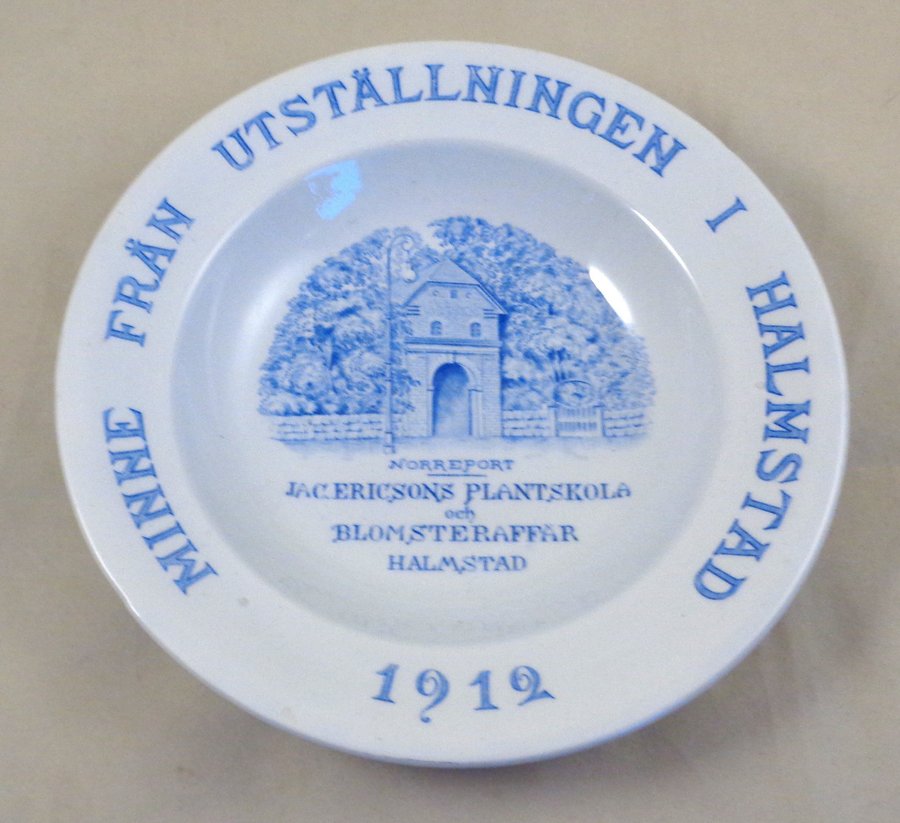 MINNE FRÅN UTSTÄLLNINGEN I HALMSTAD
NORREPORT
JAC. ERICSONS PLANTSKOLA
och
BLOMSTERAFFÄR
HALMSTAD
1912